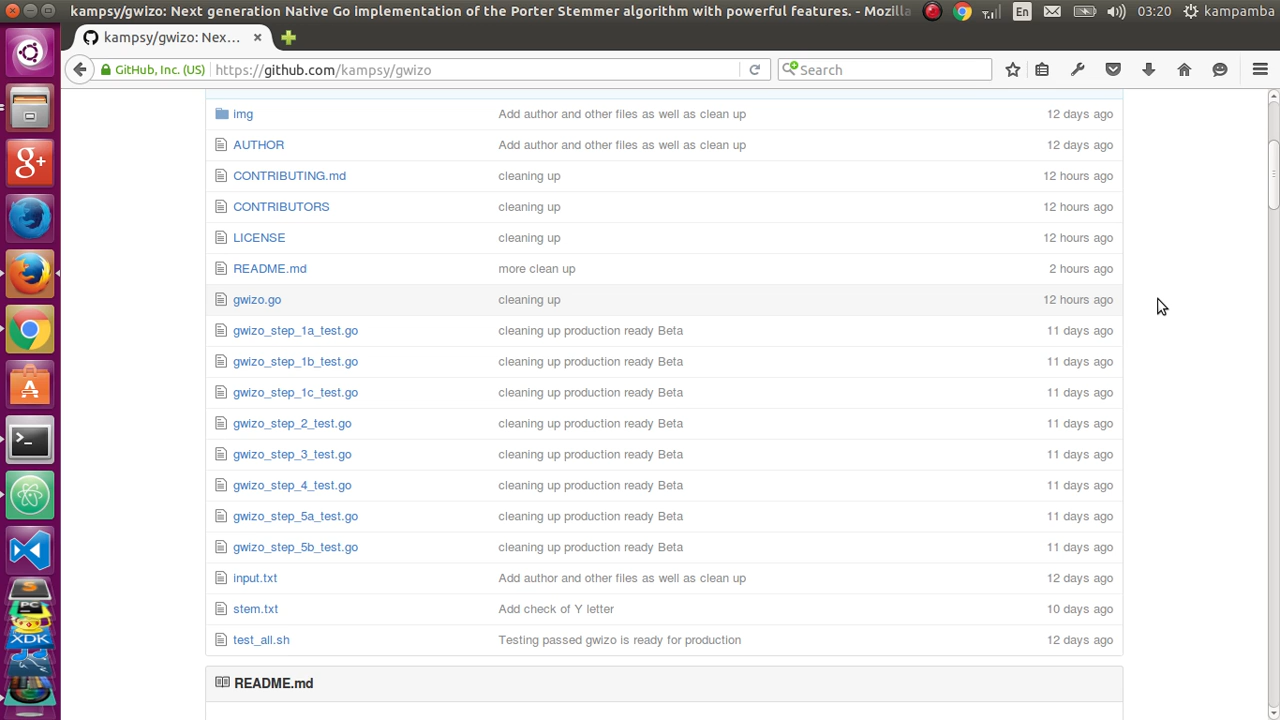 kampsy/gwizo: Next generation Native Go implementation of the Porter Stemmer algorithm with powerful features. - Mozilla
En 03:20 kampamba
kampsy/gwizo: Nex...
GitHub, Inc. (US) https://github.com/kampsy/gwizo Search
img Add author and other files as well as clean up 12 days ago
AUTHOR Add author and other files as well as clean up 12 days ago
CONTRIBUTING.md cleaning up 12 hours ago
CONTRIBUTORS cleaning up 12 hours ago
LICENSE cleaning up 12 hours ago
README.md more clean up 2 hours ago
gwizo.go cleaning up 12 hours ago
gwizo_step_1a_test.go cleaning up production ready Beta 11 days ago
gwizo_step_1b_test.go cleaning up production ready Beta 11 days ago
gwizo_step_1c_test.go cleaning up production ready Beta 11 days ago
gwizo_step_2_test.go cleaning up production ready Beta 11 days ago
gwizo_step_3_test.go cleaning up production ready Beta 11 days ago
gwizo_step_4_test.go cleaning up production ready Beta 11 days ago
gwizo_step_5a_test.go cleaning up production ready Beta 11 days ago
gwizo_step_5b_test.go cleaning up production ready Beta 11 days ago
input.txt Add author and other files as well as clean up 12 days ago
stem.txt Add check of Y letter 10 days ago
test_all.sh Testing passed gwizo is ready for production 12 days ago
README.md
g+
A
>_
S
PC
XDK